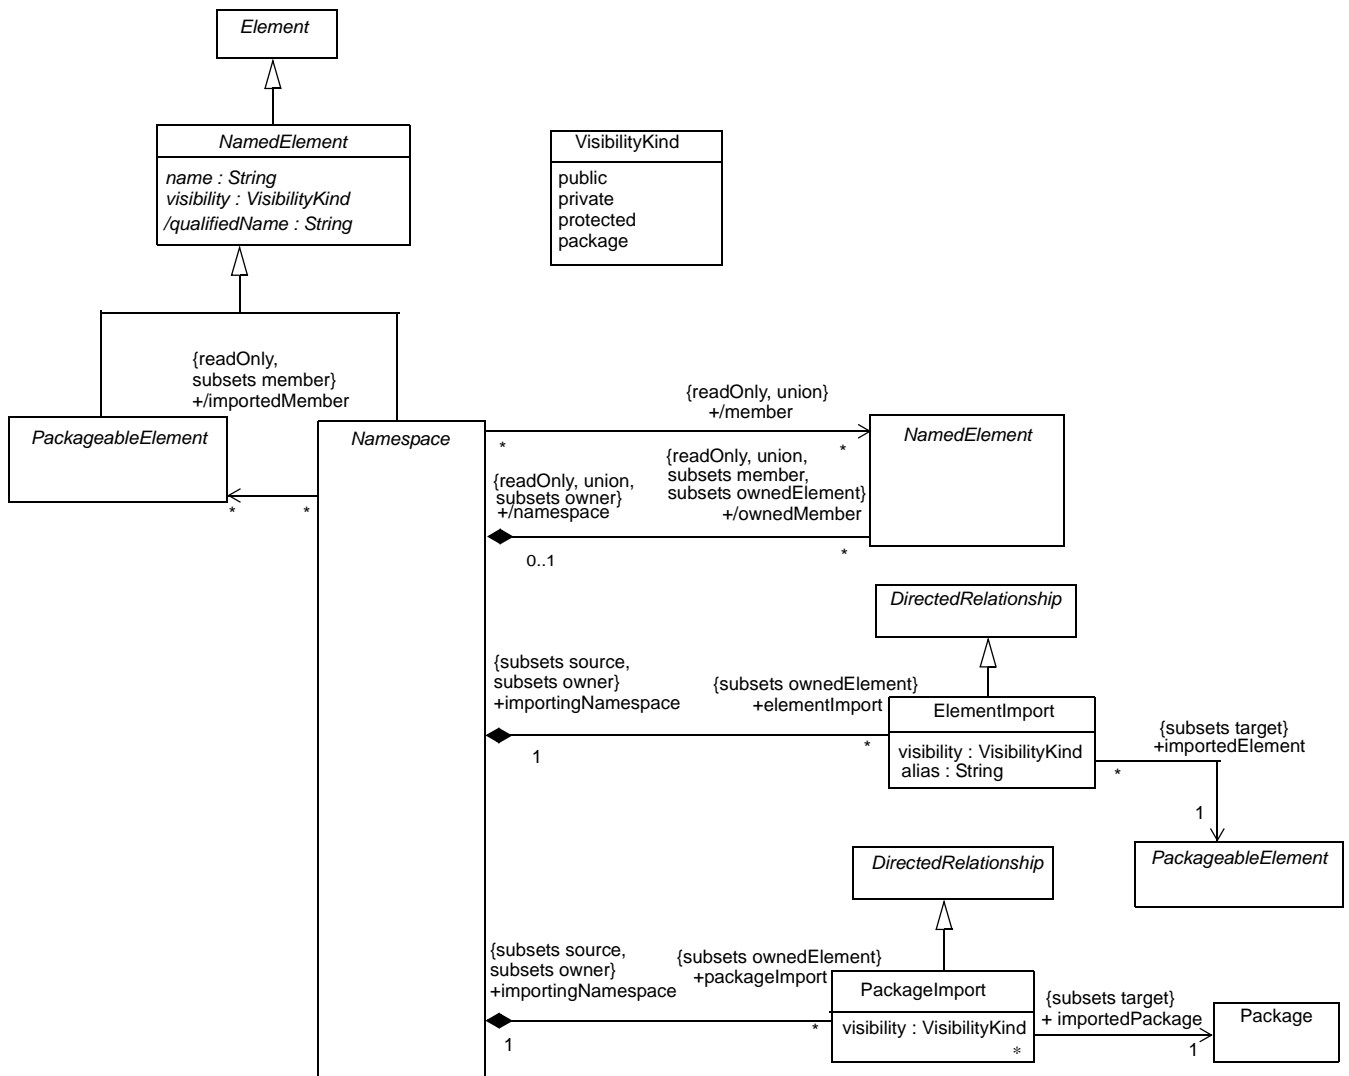 Element
NamedElement
name : String
visibility : VisibilityKind
/qualifiedName : String
VisibilityKind
public
private
protected
package
{readOnly,
subsets member}
+/importedMember
PackageableElement
*
*
Namespace
{readOnly, union}
+/member
*
*
NamedElement
{readOnly, union,
subsets owner}
+/namespace
0..1
{readOnly, union,
subsets member,
subsets ownedElement}
+/ownedMember
*
DirectedRelationship
{subsets source,
subsets owner}
+importingNamespace
1
{subsets ownedElement}
+elementImport
*
ElementImport
visibility : VisibilityKind
alias : String
{subsets target}
+importedElement
*
1
PackageableElement
DirectedRelationship
{subsets source,
subsets owner}
+importingNamespace
1
{subsets ownedElement}
+packageImport
*
PackageImport
visibility : VisibilityKind
*
{subsets target}
+ importedPackage
1
Package